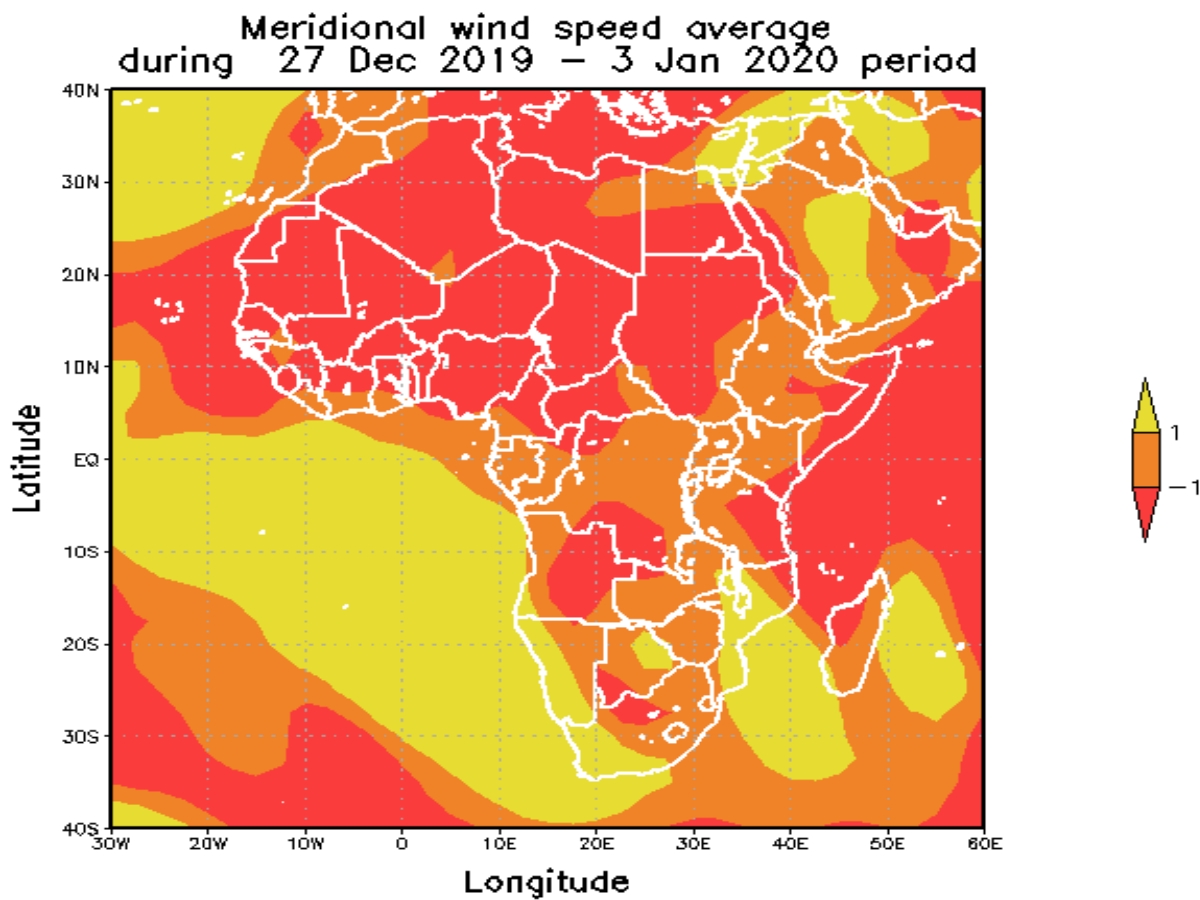 Meridional wind speed average
during 27 Dec 2019 – 3 Jan 2020 period
40N
30N
20N
10N
EQ
10S
20S
30S
40S
Latitude
30W 20W 10W 0 10E 20E 30E 40E 50E 60E
Longitude
1
−1